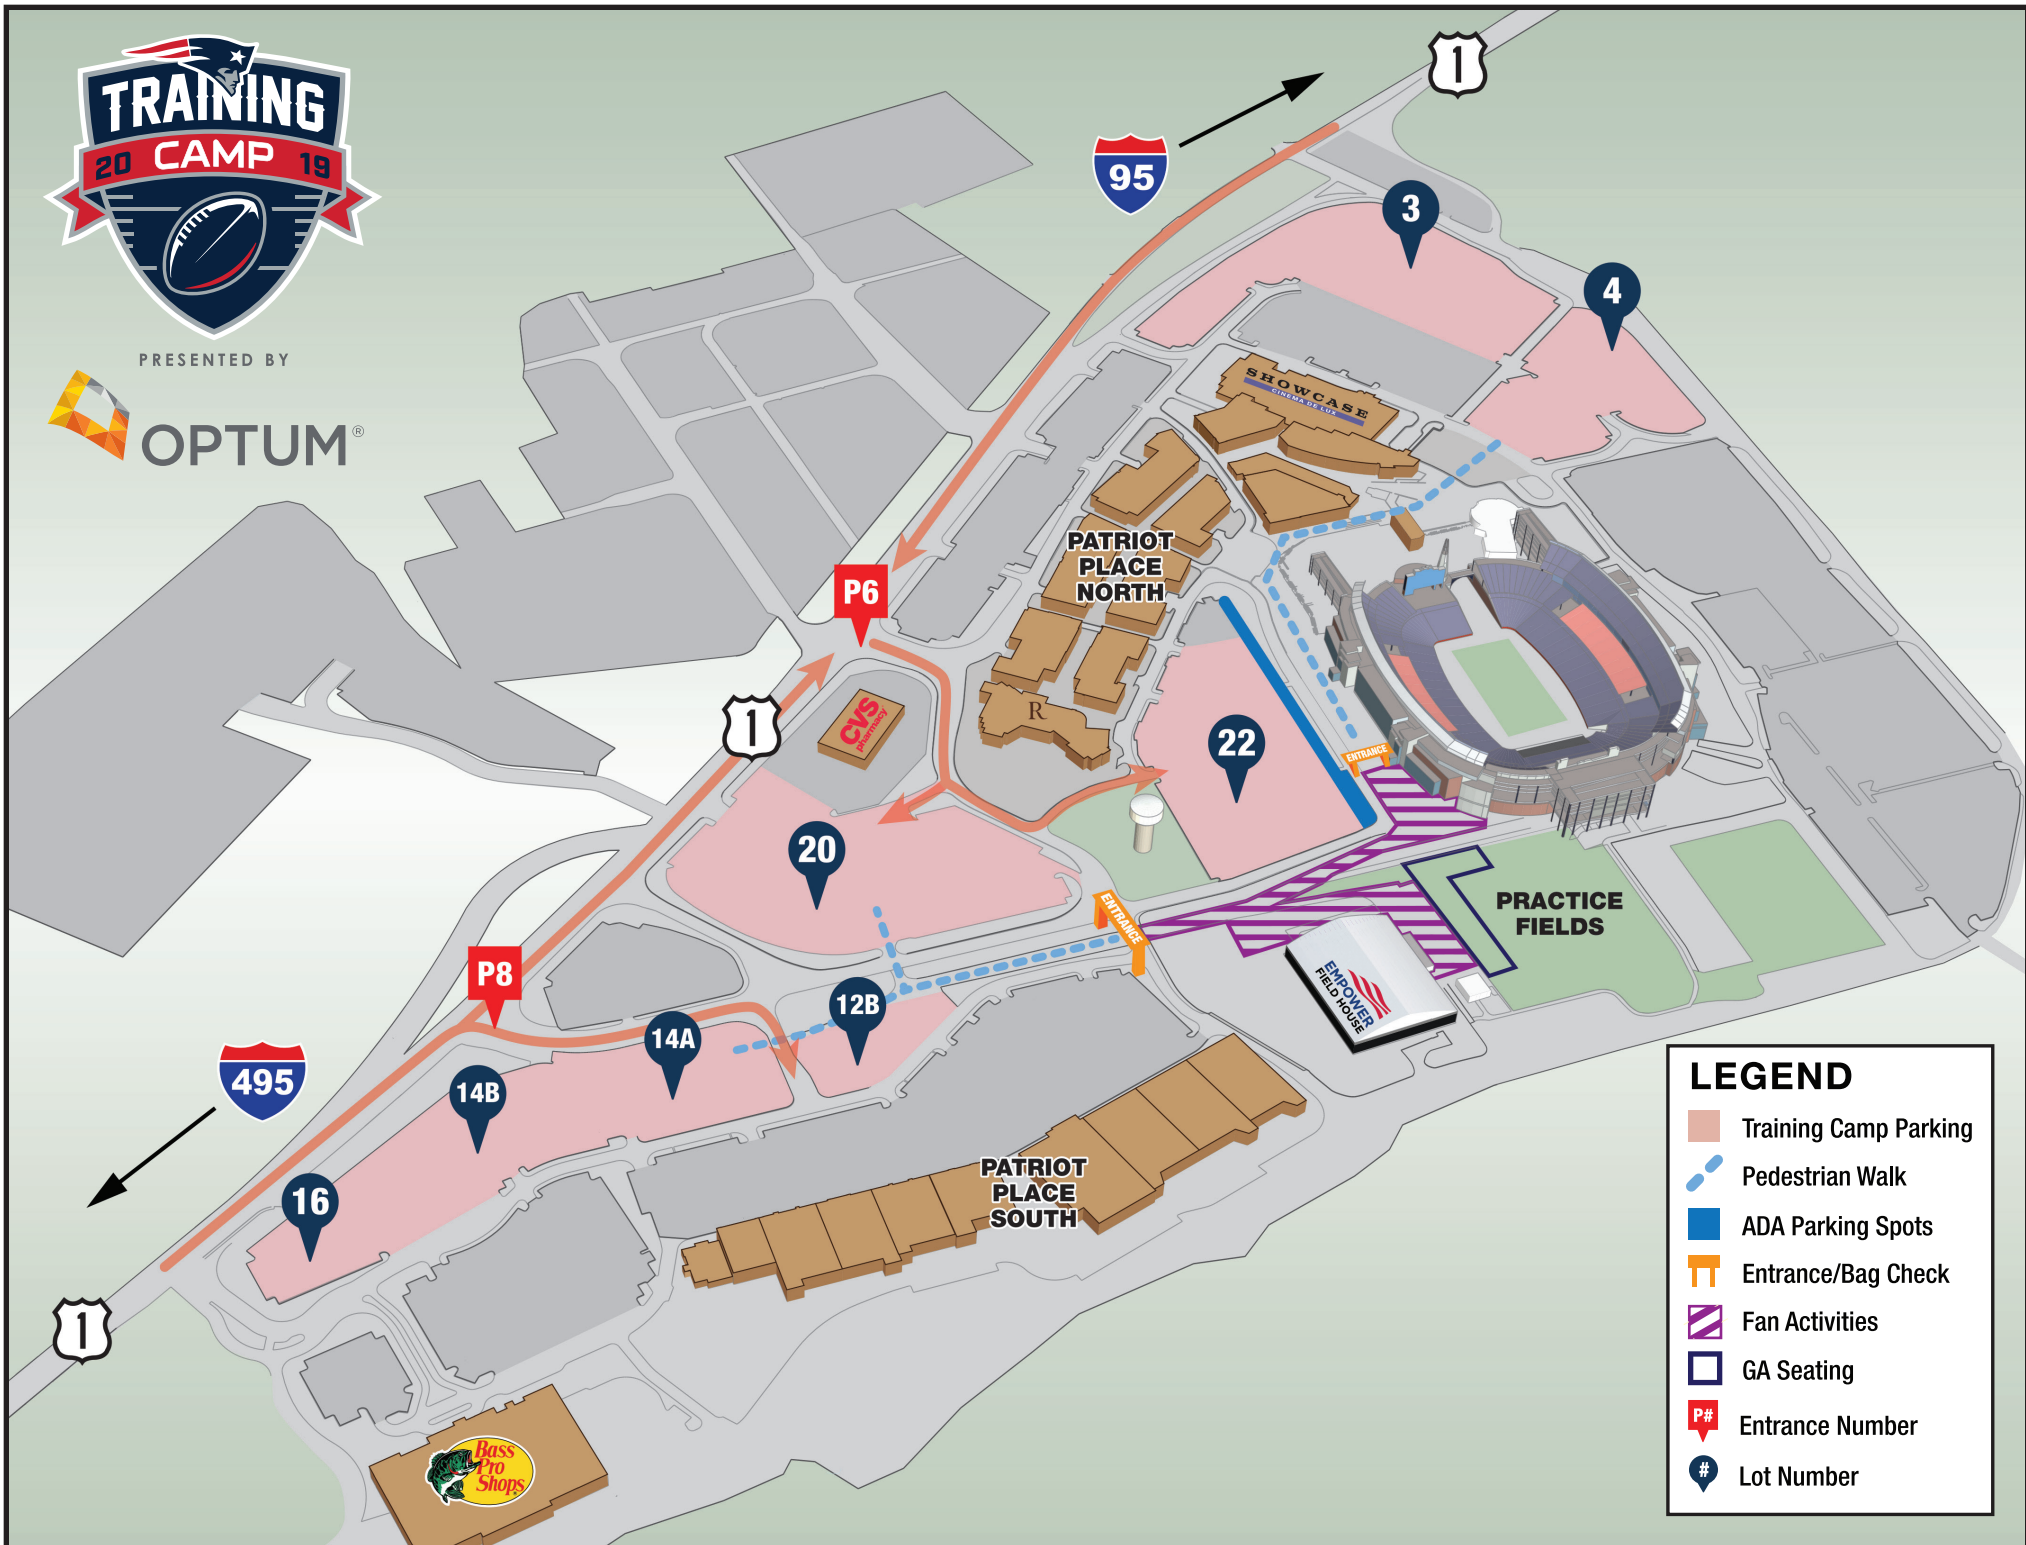 TRAINING
20 CAMP 19
PRESENTED BY
OPTUM®
1
95
3
4
SHOWCASE
CINEMA DE LUX
PATRIOT
PLACE
NORTH
P6
R
CVS
pharmacy
1
22
ENTRANCE
20
ENTRANCE
PRACTICE
FIELDS
EMPOWER
FIELD HOUSE
P8
12B
14A
14B
495
16
PATRIOT
PLACE
SOUTH
1
Bass
Pro
Shops
LEGEND
Training Camp Parking
Pedestrian Walk
ADA Parking Spots
Entrance/Bag Check
Fan Activities
GA Seating
P# Entrance Number
# Lot Number